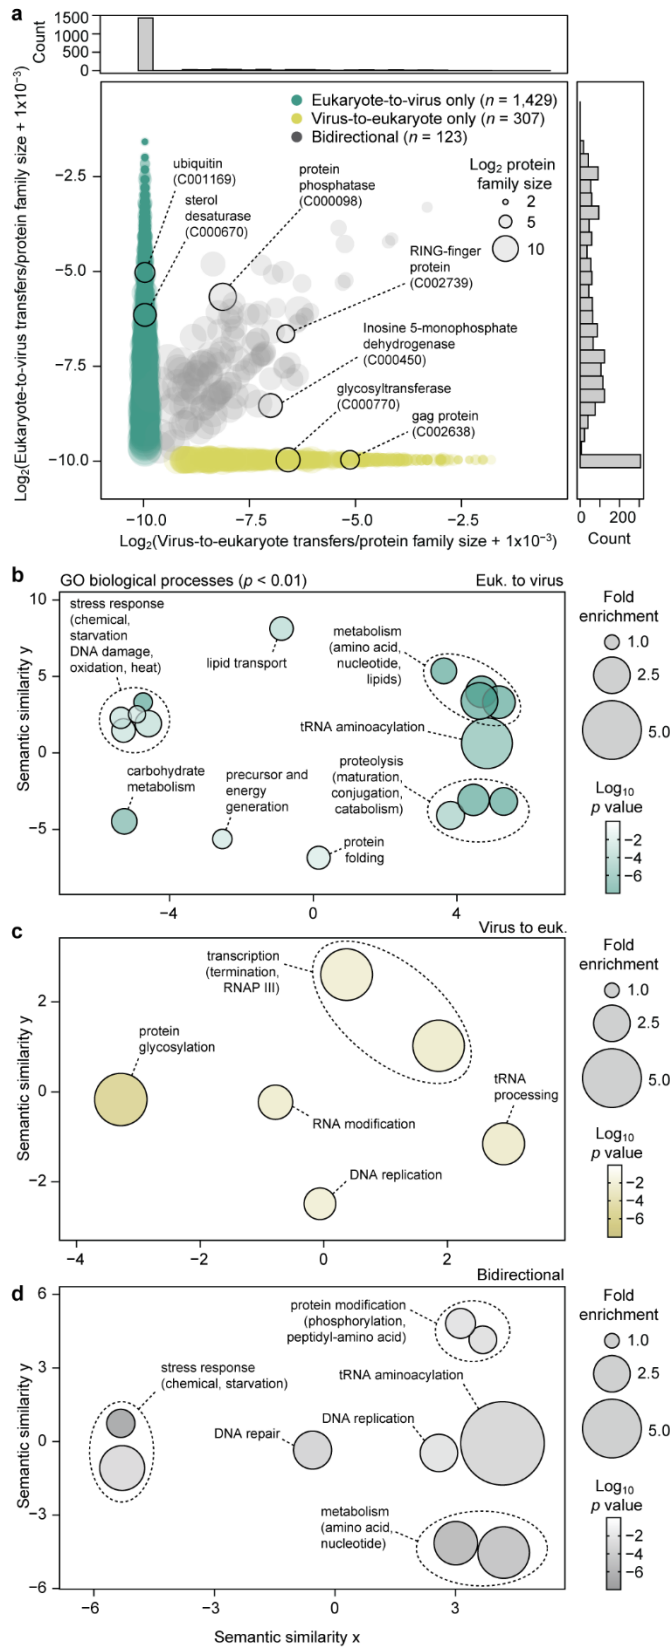 a
Count
1500
1000
500
0
Log2(Eukaryote-to-virus transfers/protein family size + 1x10−3)
Eukaryote-to-virus only (n = 1,429)
Virus-to-eukaryote only (n = 307)
Bidirectional (n = 123)
Log2 protein
family size
2
5
10
ubiquitin
(C001169)
sterol
desaturase
(C000670)
protein
phosphatase
(C000098)
RING-finger
protein
(C002739)
Inosine 5-monophosphate
dehydrogenase
(C000450)
glycosyltransferase
(C000770)
gag protein
(C002638)
−2.5
−5.0
−7.5
−10.0
−10.0
−7.5
−5.0
−2.5
Log2(Virus-to-eukaryote transfers/protein family size + 1x10−3)
0
200
Count
b
GO biological processes (p < 0.01)
Euk. to virus
Semantic similarity y
10
5
0
−5
−4
0
4
stress response
(chemical,
starvation
DNA damage,
oxidation, heat)
lipid transport
metabolism
(amino acid,
nucleotide,
lipids)
tRNA aminoacylation
proteolysis
(maturation,
conjugation,
catabolism)
carbohydrate
metabolism
precursor and
energy
generation
protein
folding
Fold
enrichment
1.0
2.5
5.0
Log10
p value
−2
−4
−6
c
Virus to euk.
Semantic similarity y
2
0
−2
−4
−2
0
2
transcription
(termination,
RNAP III)
protein
glycosylation
RNA modification
tRNA
processing
DNA replication
Fold
enrichment
1.0
2.5
5.0
Log10
p value
−2
−4
−6
d
Bidirectional
Semantic similarity y
6
3
0
−3
−6
−6
−3
0
3
Semantic similarity x
protein modification
(phosphorylation,
peptidyl-amino acid)
stress response
(chemical, starvation)
tRNA aminoacylation
DNA repair
DNA replication
metabolism
(amino acid,
nucleotide)
Fold
enrichment
1.0
2.5
5.0
Log10
p value
−2
−4
−6